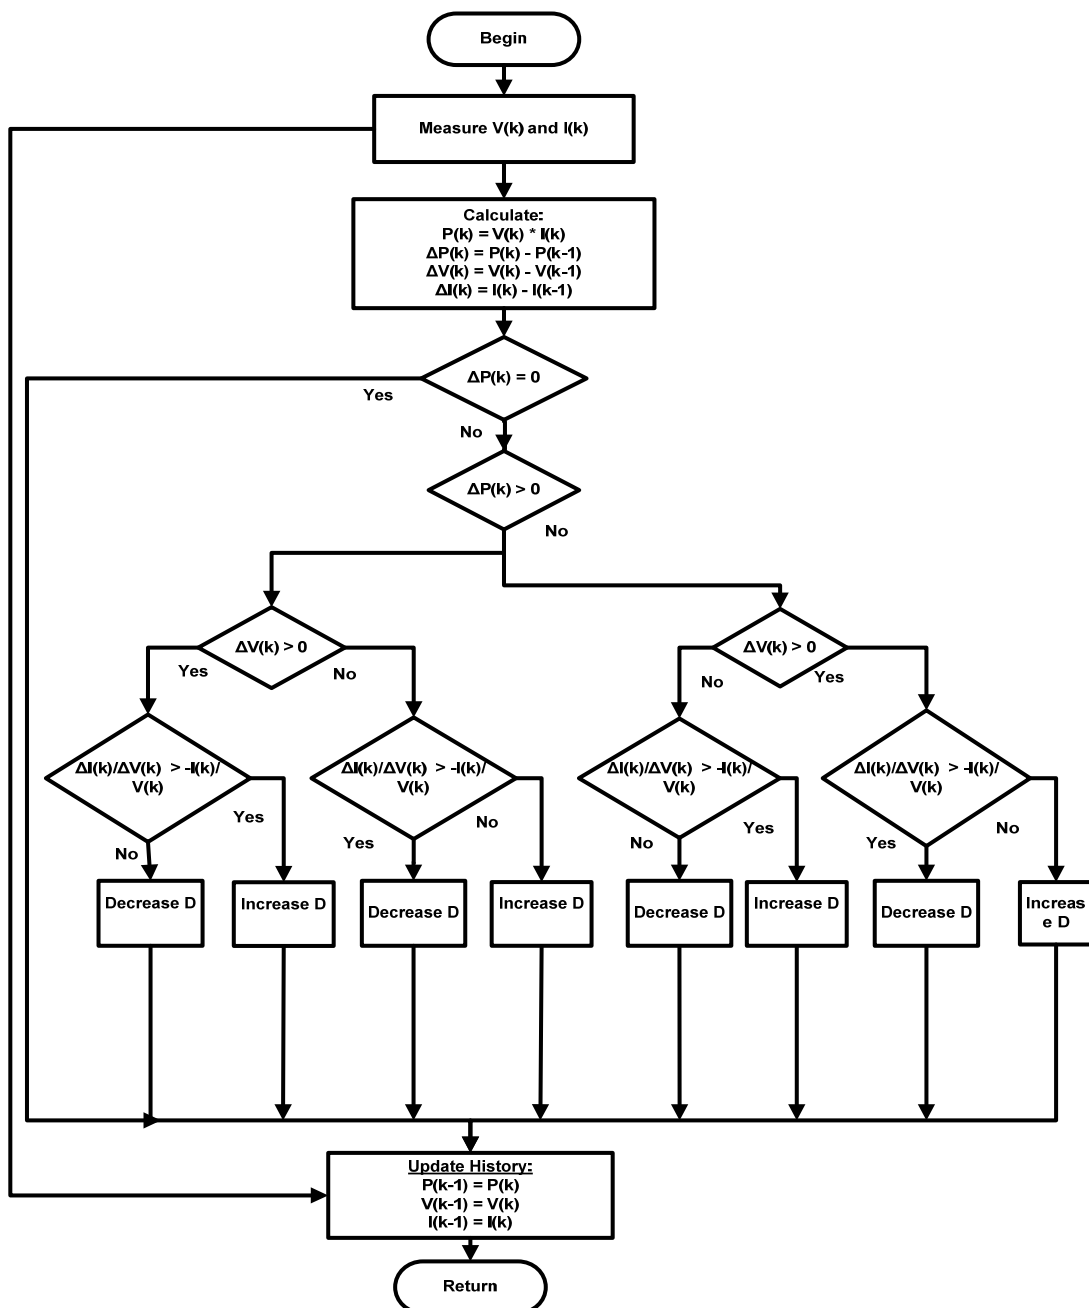 Begin
Measure V(k) and I(k)
Calculate:
P(k) = V(k) * I(k)
ΔP(k) = P(k) - P(k-1)
ΔV(k) = V(k) - V(k-1)
ΔI(k) = I(k) - I(k-1)
ΔP(k) = 0
Yes
No
ΔP(k) > 0
No
ΔV(k) > 0
Yes
No
ΔV(k) > 0
No
Yes
ΔI(k)/ΔV(k) > -I(k)/
V(k)
Yes
No
ΔI(k)/ΔV(k) > -I(k)/
V(k)
Yes
No
ΔI(k)/ΔV(k) > -I(k)/
V(k)
No
Yes
ΔI(k)/ΔV(k) > -I(k)/
V(k)
Yes
No
Decrease D
Increase D
Decrease D
Increase D
Decrease D
Increase D
Decrease D
Increas
e D
Update History:
P(k-1) = P(k)
V(k-1) = V(k)
I(k-1) = I(k)
Return